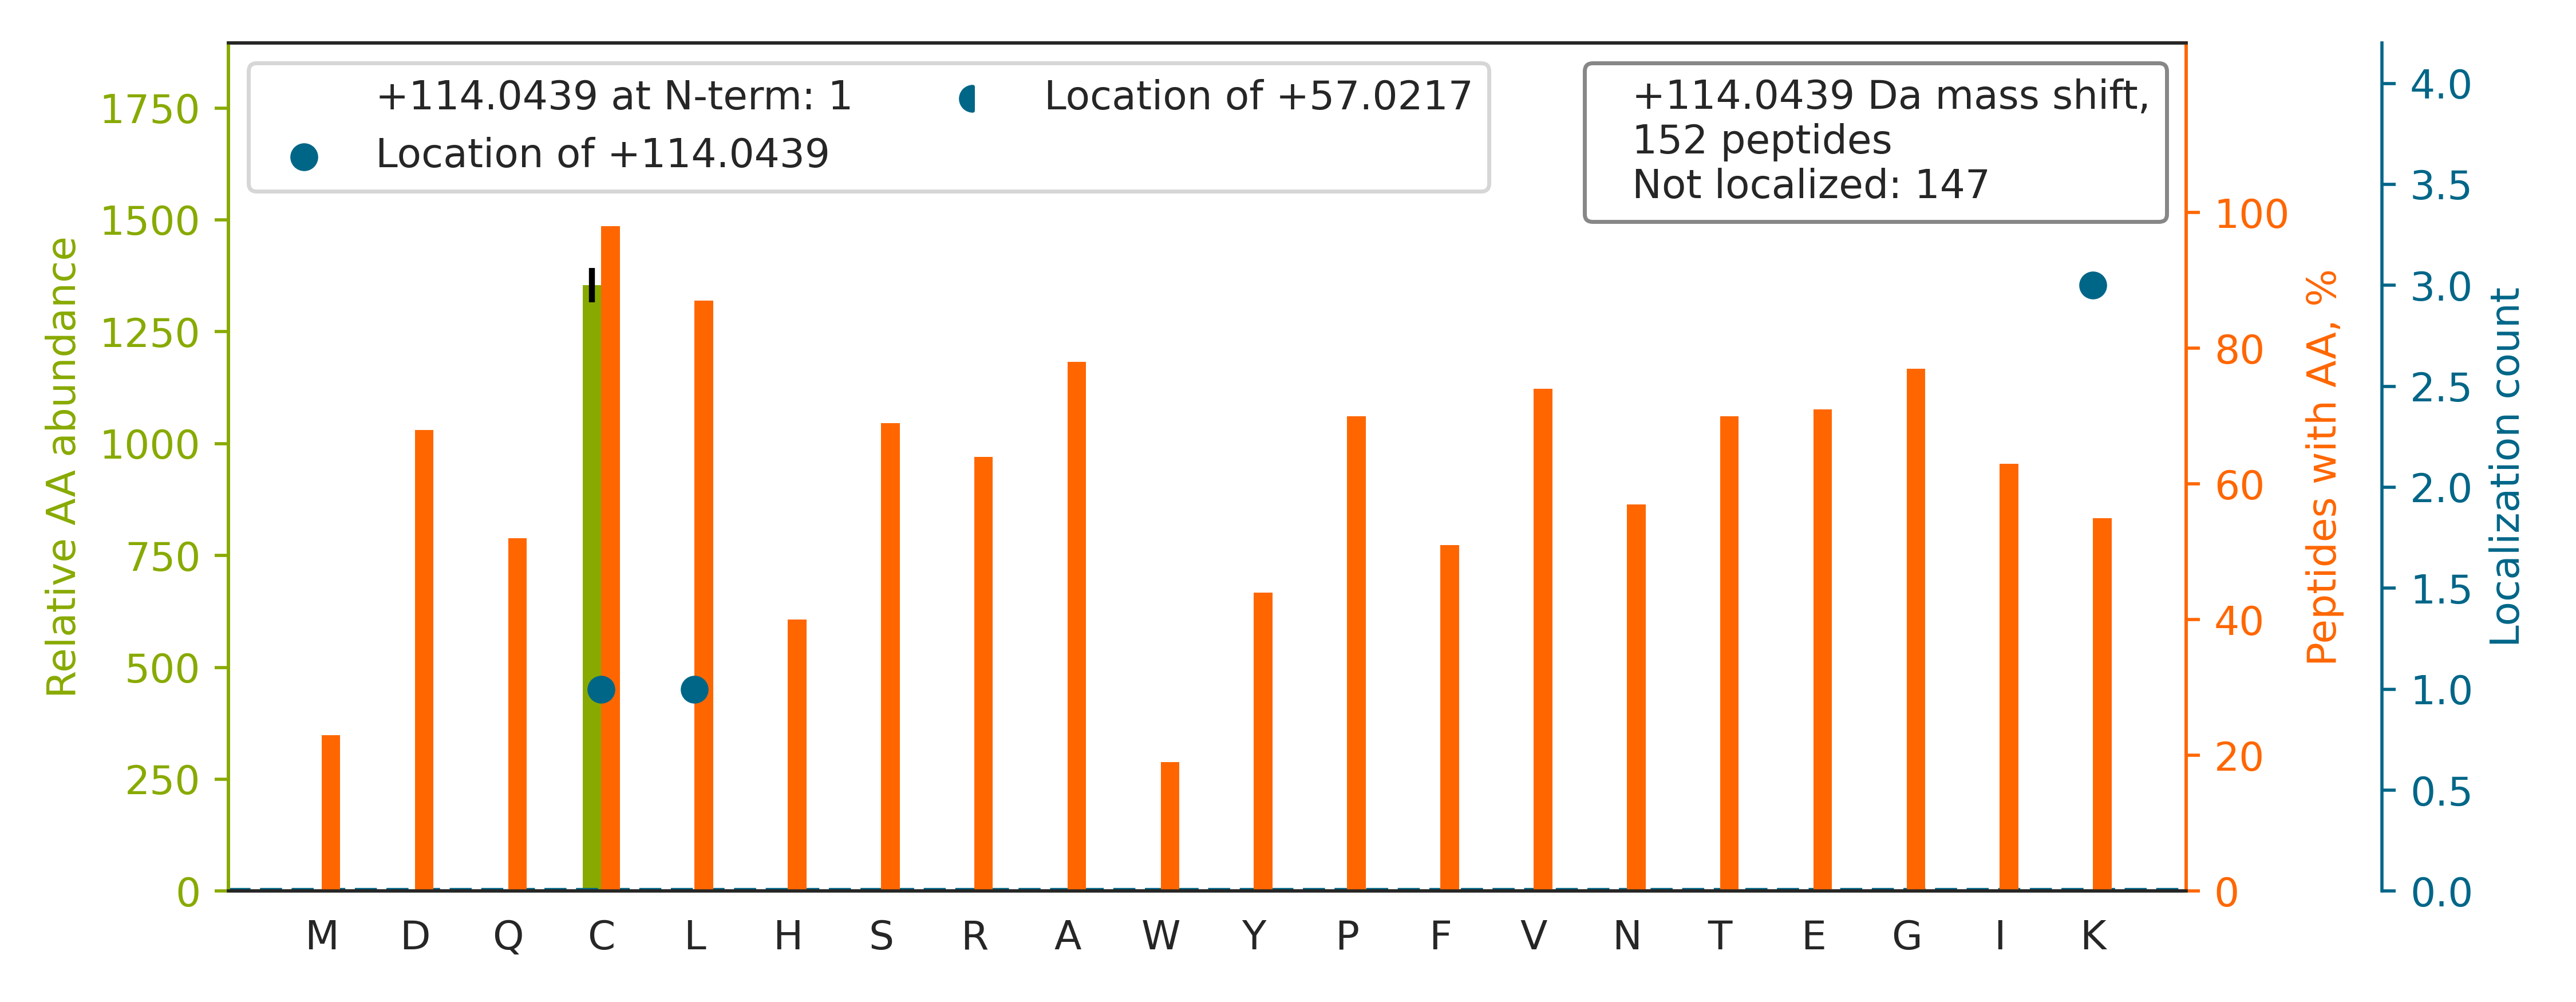 +114.0439 at N-term: 1
Location of +114.0439
Location of +57.0217
+114.0439 Da mass shift,
152 peptides
Not localized: 147
Relative AA abundance
1750
1500
1250
1000
750
500
250
0
M D Q C L H S R A W Y P F V N T E G I K
100
80
60
40
20
0
Peptides with AA, %
4.0
3.5
3.0
2.5
2.0
1.5
1.0
0.5
0.0
Localization count